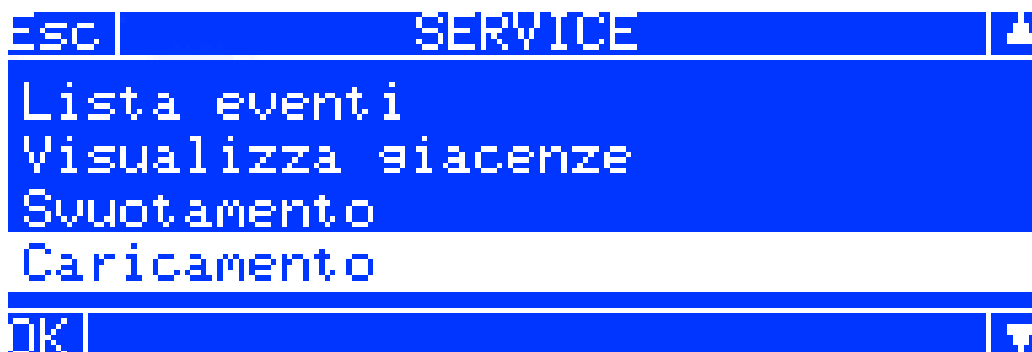 Esc SERVICE
Lista eventi
Visualizza giacenze
Svuotamento
Caricamento
OK